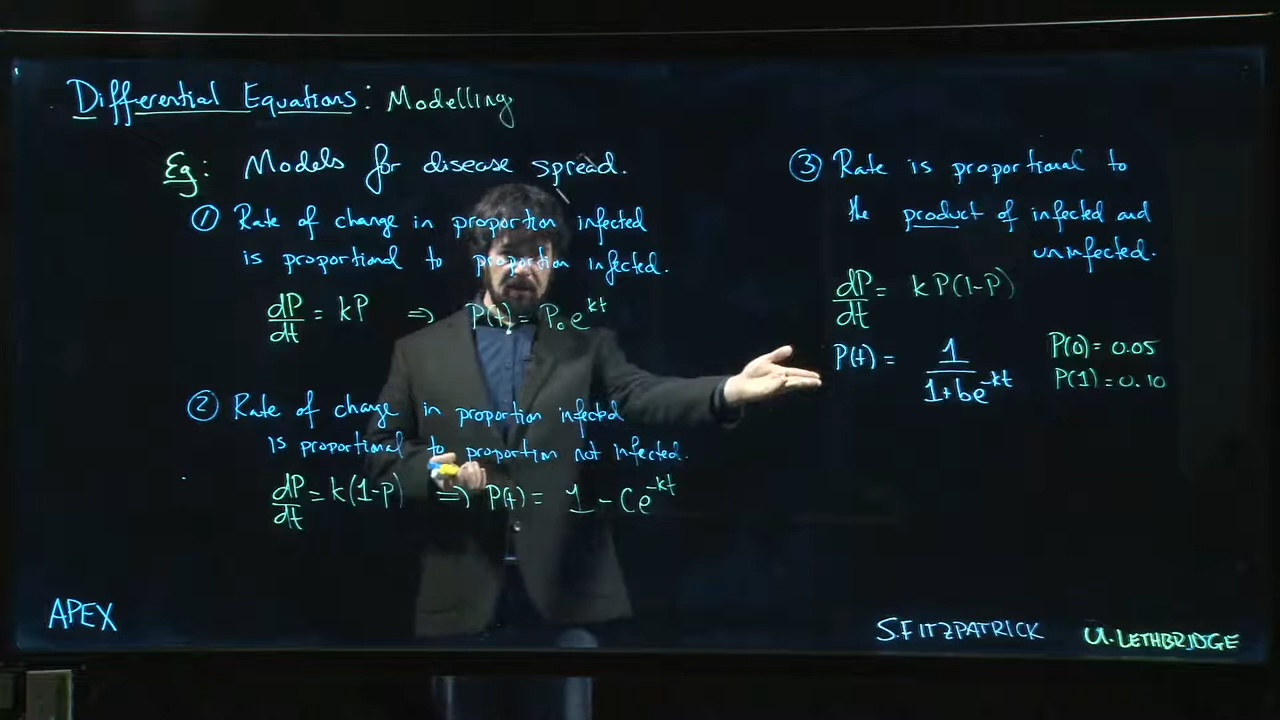 Differential Equations: Modelling
Eg: Models for disease spread.
① Rate of change in proportion infected
is proportional to proportion infected.
dP/dt = kP ⇒ P(t) = P₀e^kt
② Rate of change in proportion infected
is proportional to proportion not infected.
dP/dt = k(1-P) ⇒ P(t) = 1 - Ce^-kt
③ Rate is proportional to
the product of infected and
uninfected.
dP/dt = kP(1-P)
P(t) = 1/(1+be^-kt)
P(0) = 0.05
P(1) = 0.10
APEX
S.FITZPATRICK
U.LETHBRIDGE